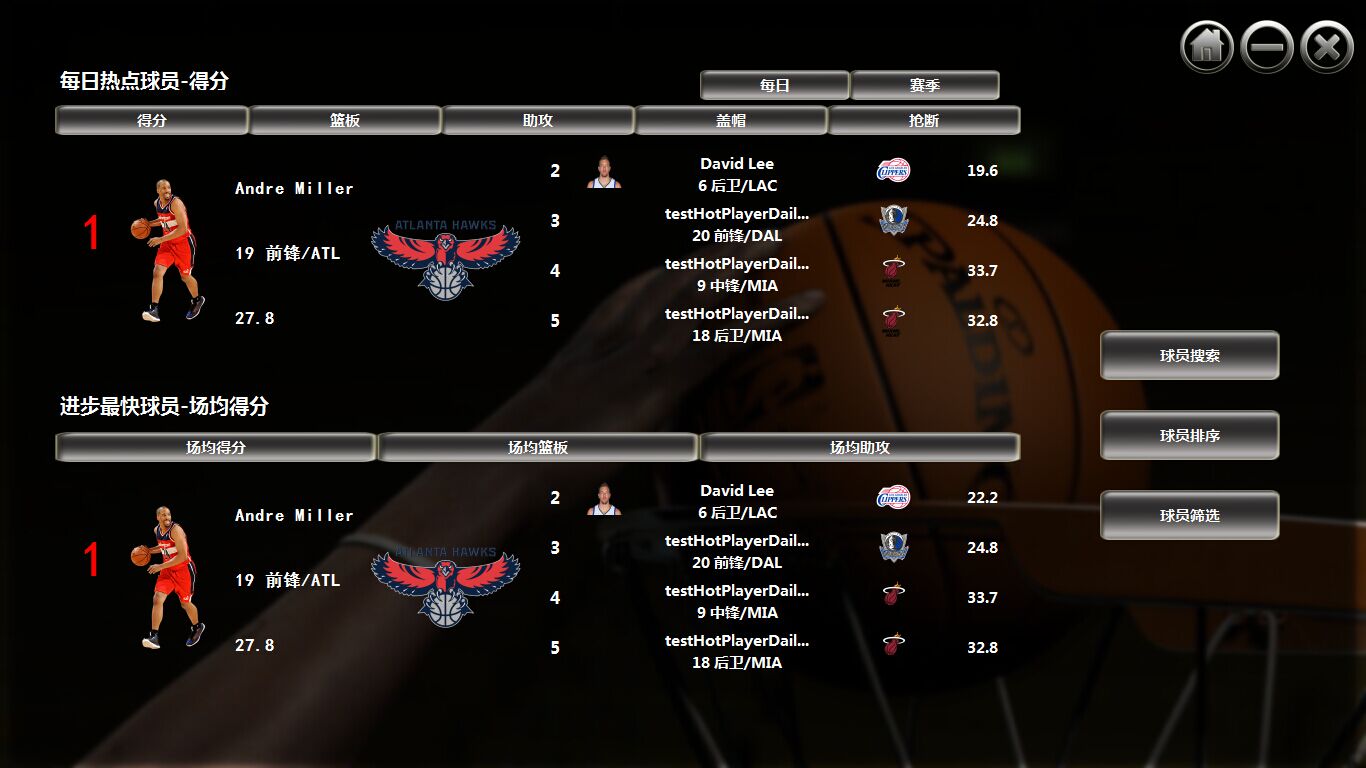 每日热点球员-得分
每日
赛季
得分
篮板
助攻
盖帽
抢断
1
Andre Miller
19 前锋/ATL
27.8
ATLANTA HAWKS
2
David Lee
6 后卫/LAC
CLIPPERS
19.6
3
testHotPlayerDail...
20 前锋/DAL
24.8
4
testHotPlayerDail...
9 中锋/MIA
33.7
5
testHotPlayerDail...
18 后卫/MIA
32.8
SPALDING
球员搜索
球员排序
球员筛选
进步最快球员-场均得分
场均得分
场均篮板
场均助攻
1
Andre Miller
19 前锋/ATL
27.8
ATLANTA HAWKS
2
David Lee
6 后卫/LAC
CLIPPERS
22.2
3
testHotPlayerDail...
20 前锋/DAL
24.8
4
testHotPlayerDail...
9 中锋/MIA
33.7
5
testHotPlayerDail...
18 后卫/MIA
32.8